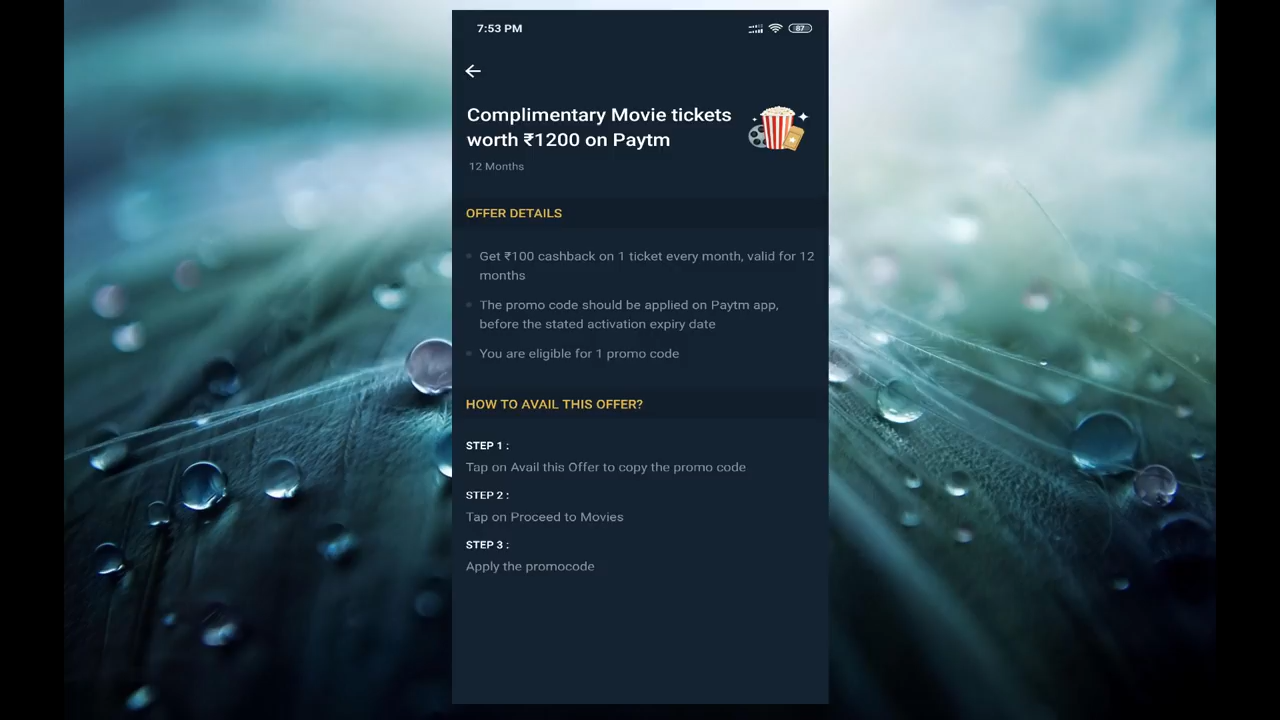 7:53 PM
87
Complimentary Movie tickets
worth ₹1200 on Paytm
12 Months
OFFER DETAILS
Get ₹100 cashback on 1 ticket every month, valid for 12
months
The promo code should be applied on Paytm app,
before the stated activation expiry date
You are eligible for 1 promo code
HOW TO AVAIL THIS OFFER?
STEP 1 :
Tap on Avail this Offer to copy the promo code
STEP 2 :
Tap on Proceed to Movies
STEP 3 :
Apply the promocode